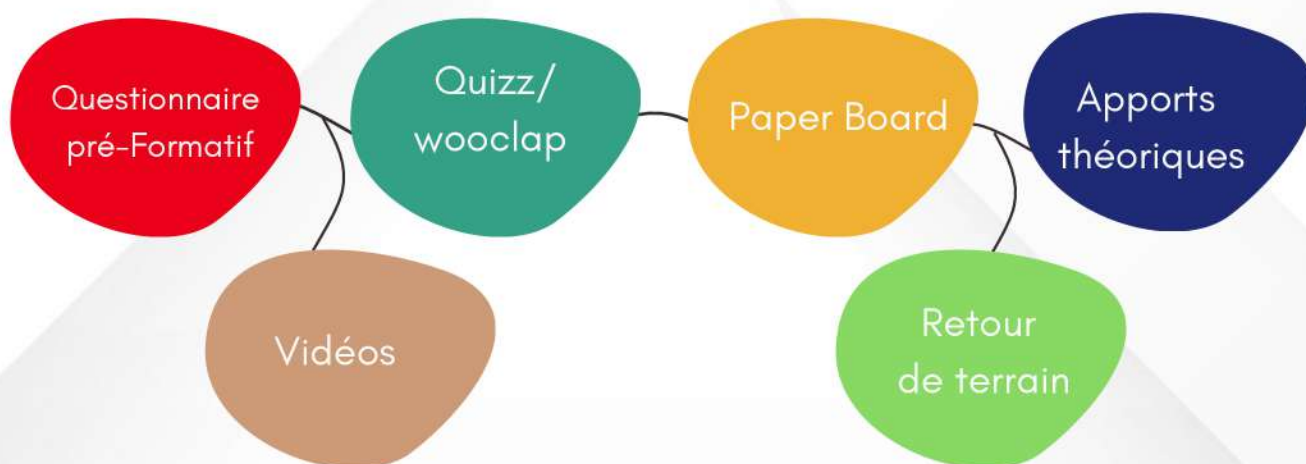 Questionnaire
pré-Formatif
Quizz/
wooclap
Paper Board
Apports
théoriques
Vidéos
Retour
de terrain